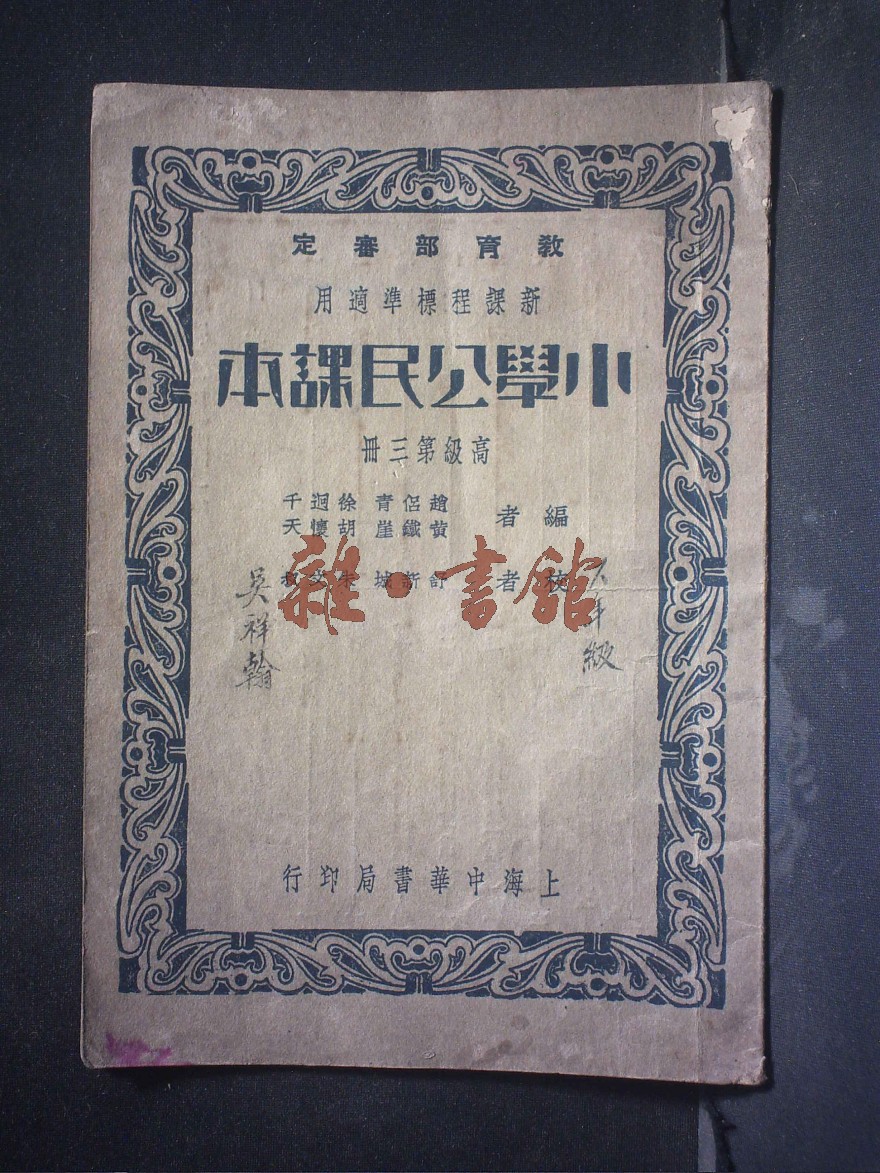 教育部審定
新課程標準適用
小學公民課本
高級第三冊
編者
趙侶青 徐迴千
黃鐵崖 胡懷天
校者 舒新城 朱文叔
年級
吳祥翰
雜·書館
上海中華書局印行